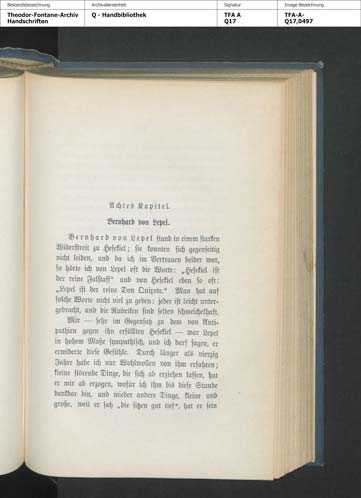 Bestandsbezeichnung
Archivalieneinheit
Signatur
Image-Bezeichnung
Theodor-Fontane-Archiv
Handschriften
Q - Handbibliothek
TFA A
Q17
TFA-A-
Q17,0497
Achtes Kapitel.
Bernhard von Lepel.
Bernhard von Lepel stund in einem starken
Widerstreit zu Hesekiel; sie konnten sich gegenseitig
nicht leiden, und da ich im Vertrauen beider war,
so hörte ich von Lepel oft die Worte: „Hesekiel ist
der reine Falstaff“ und von Hesekiel eben so oft:
„Lepel ist der reine Don Quixote.“ Man hat auf
solche Worte nicht viel zu geben: jeder ist leicht unter-
gebracht, und die Rubriken sind selten schmeichelhaft.
Mir — sehr im Gegensatz zu dem von Anti-
pathien gegen ihn erfüllten Hesekiel — war Lepel
in hohem Maße sympathisch, und ich darf sagen, er
erwiderte diese Gefühle. Durch länger als vierzig
Jahre habe ich nur Wohlwollen von ihm erfahren;
kleine störende Dinge, die sich ab erziehen lassen, hat
er mir ab erzogen, wofür ich ihm bis diese Stunde
dankbar bin, und wieder andere Dinge, kleine und
große, weil er sah „die sitzen gut tief“, hat er sein